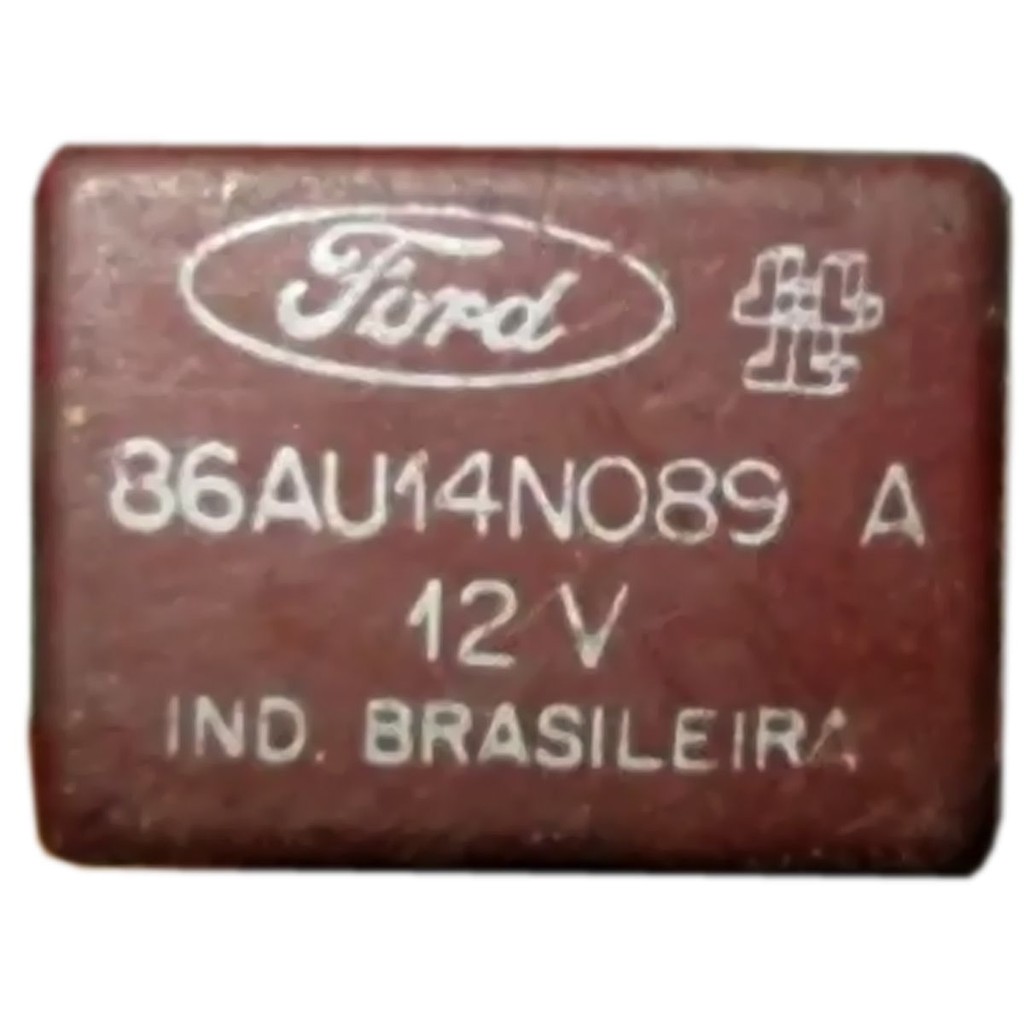 Ford
86AU14N089 A
12 V
IND. BRASILEIRA